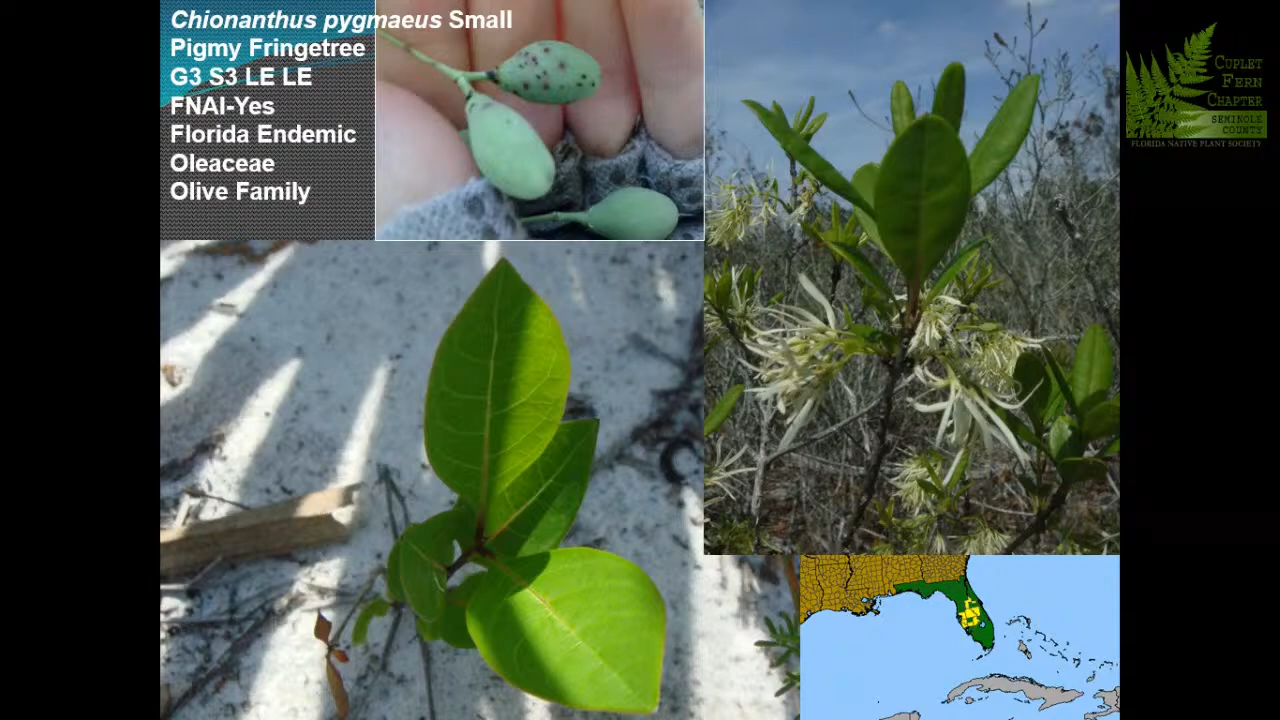 Chionanthus pygmaeus Small
Pigmy Fringetree
G3 S3 LE LE
FNAI-Yes
Florida Endemic
Oleaceae
Olive Family
CUPLET
FERN
CHAPTER
SEMINOLE
COUNTY
FLORIDA NATIVE PLANT SOCIETY